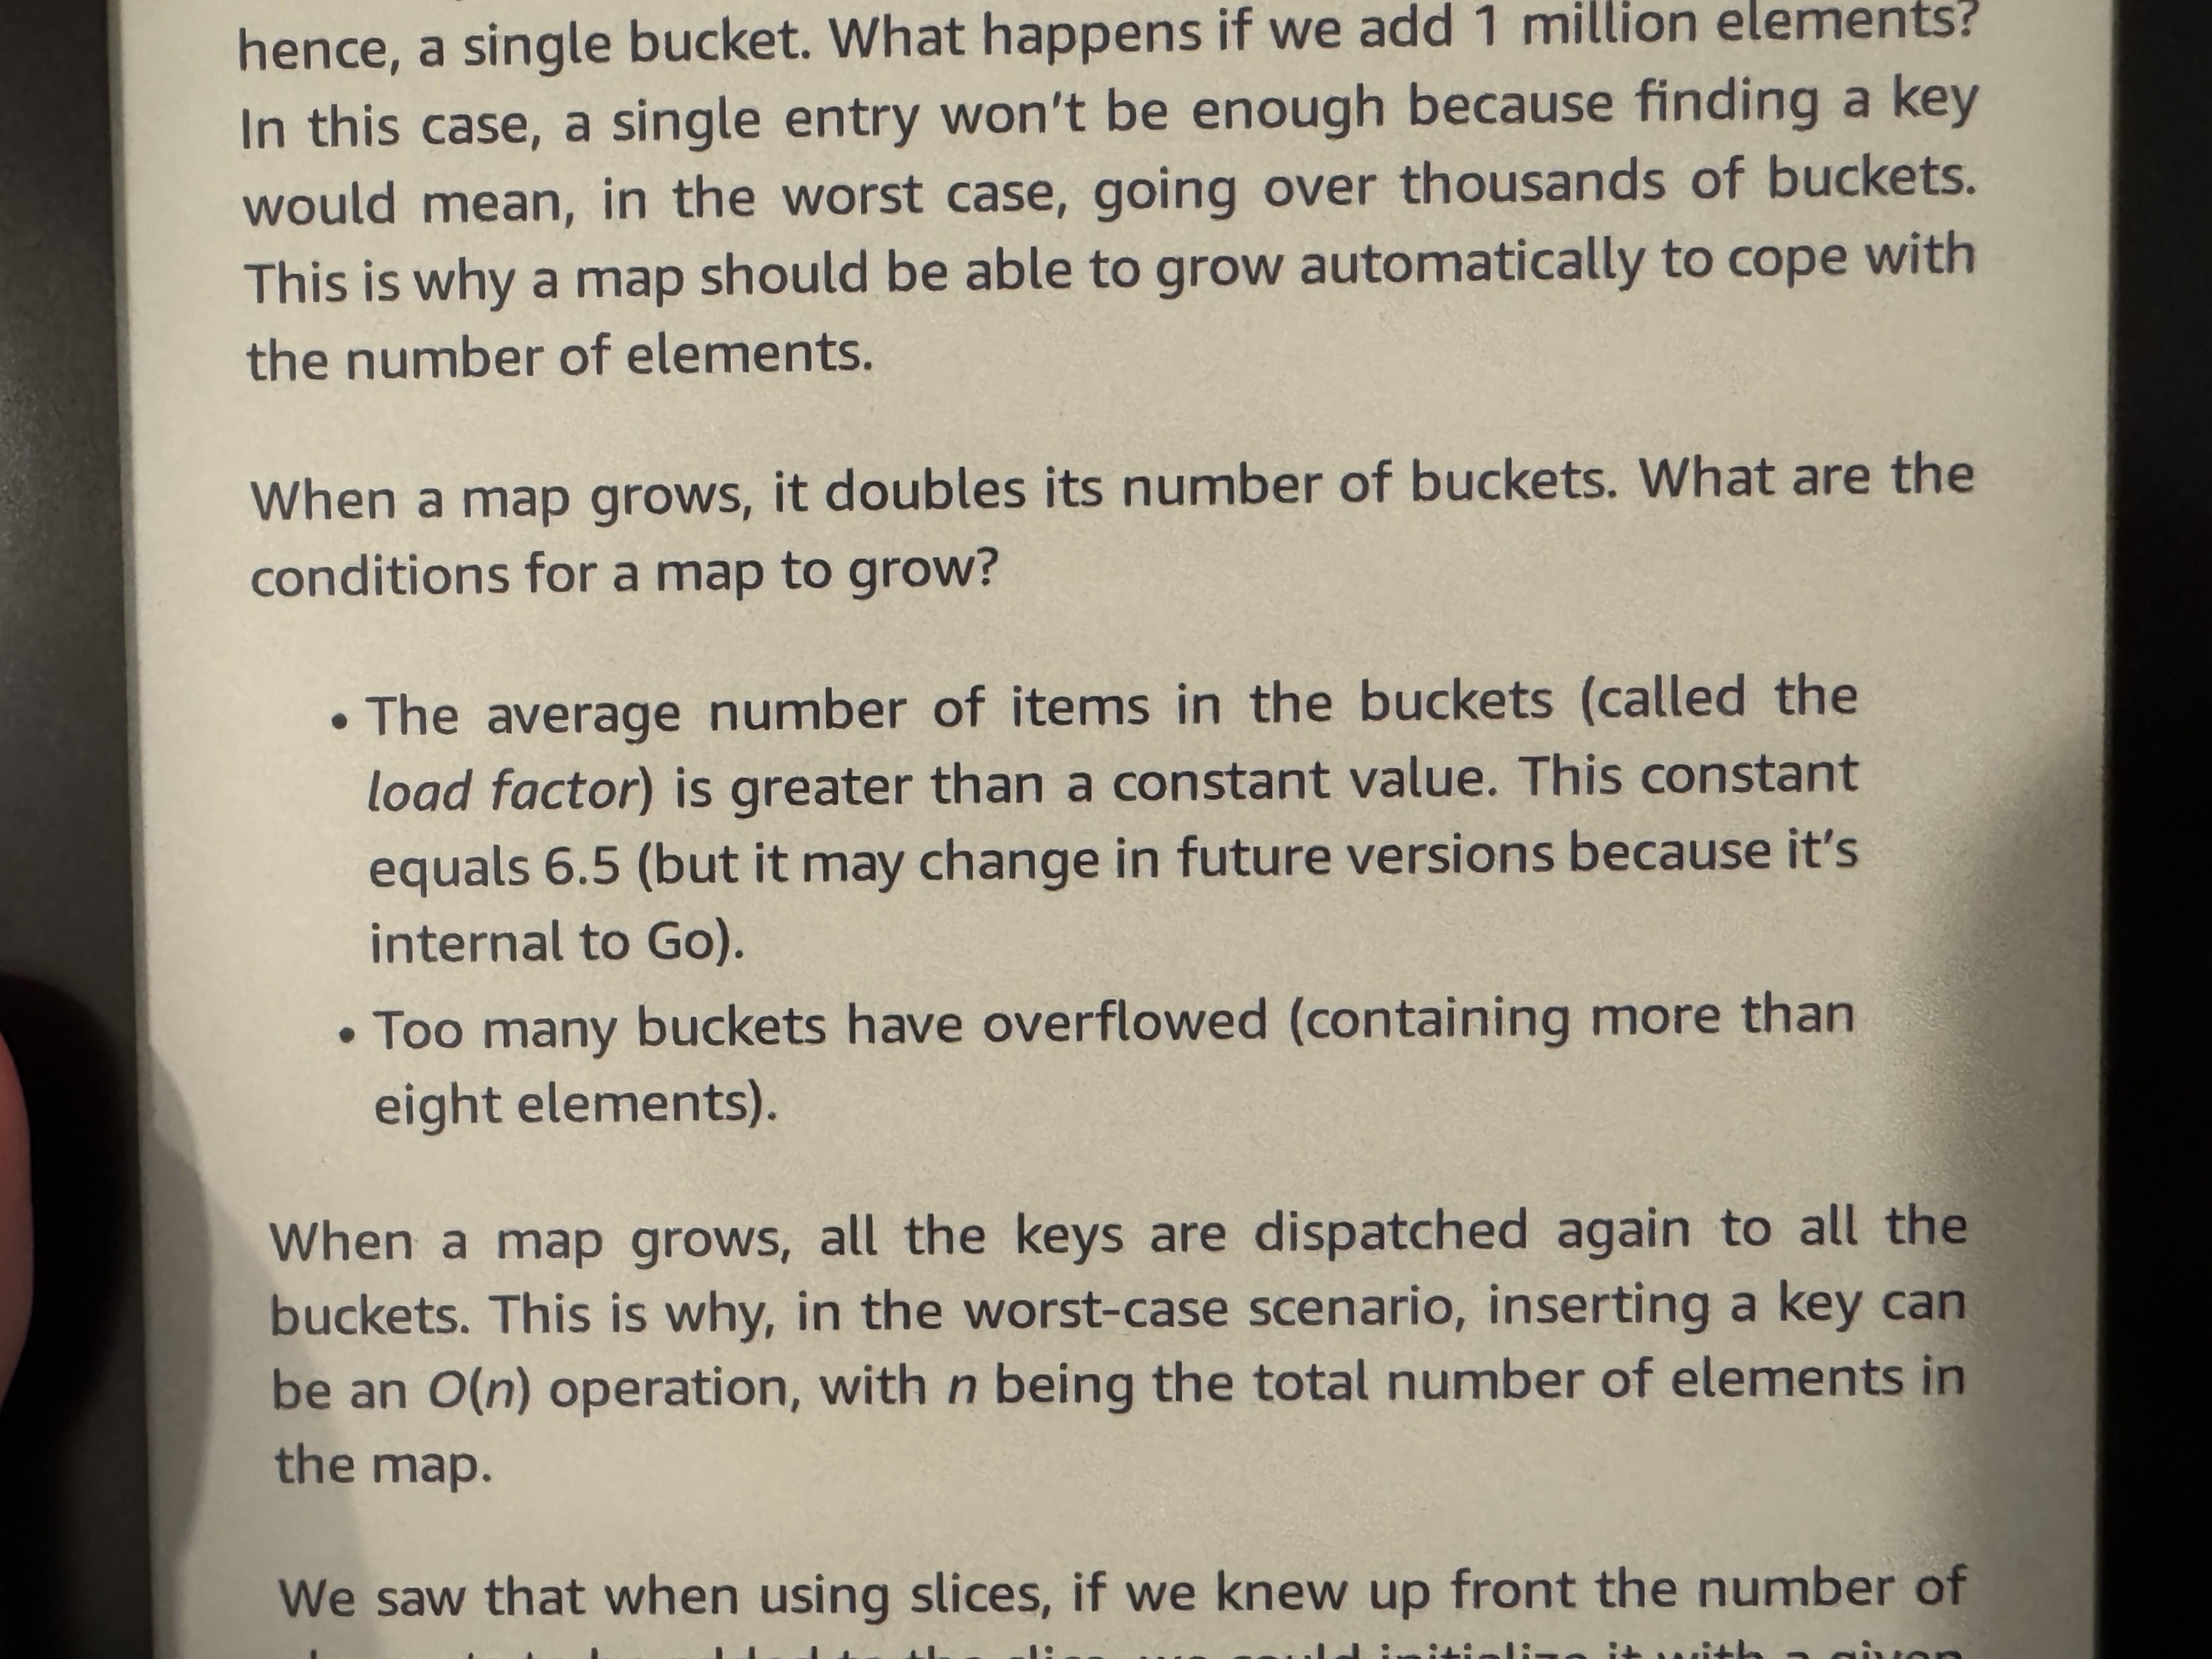 hence, a single bucket. What happens if we add 1 million elements?
In this case, a single entry won't be enough because finding a key
would mean, in the worst case, going over thousands of buckets.
This is why a map should be able to grow automatically to cope with
the number of elements.
When a map grows, it doubles its number of buckets. What are the
conditions for a map to grow?
• The average number of items in the buckets (called the
load factor) is greater than a constant value. This constant
equals 6.5 (but it may change in future versions because it's
internal to Go).
• Too many buckets have overflowed (containing more than
eight elements).
When a map grows, all the keys are dispatched again to all the
buckets. This is why, in the worst-case scenario, inserting a key can
be an O(n) operation, with n being the total number of elements in
the map.
We saw that when using slices, if we knew up front the number of
initialize it with a given